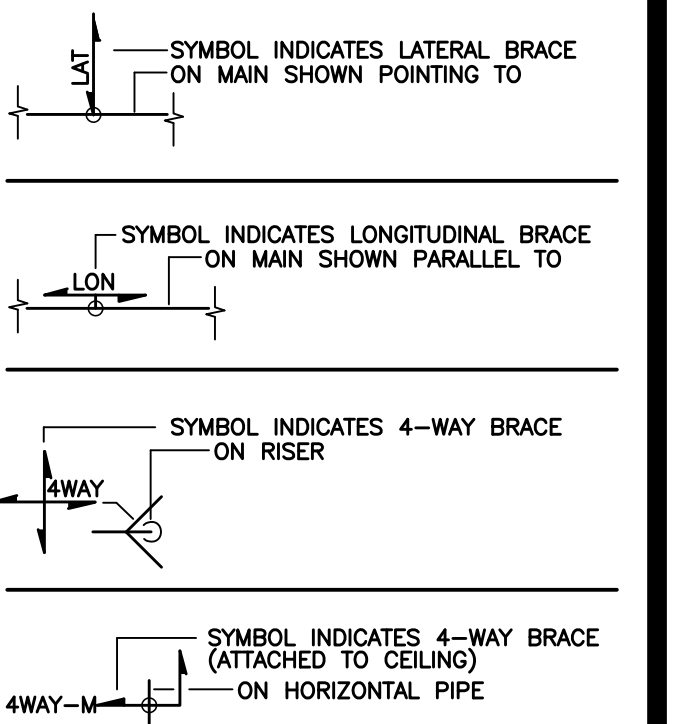 LAT
SYMBOL INDICATES LATERAL BRACE
ON MAIN SHOWN POINTING TO
SYMBOL INDICATES LONGITUDINAL BRACE
ON MAIN SHOWN PARALLEL TO
LON
SYMBOL INDICATES 4-WAY BRACE
ON RISER
4WAY
SYMBOL INDICATES 4-WAY BRACE
(ATTACHED TO CEILING)
ON HORIZONTAL PIPE
4WAY-M